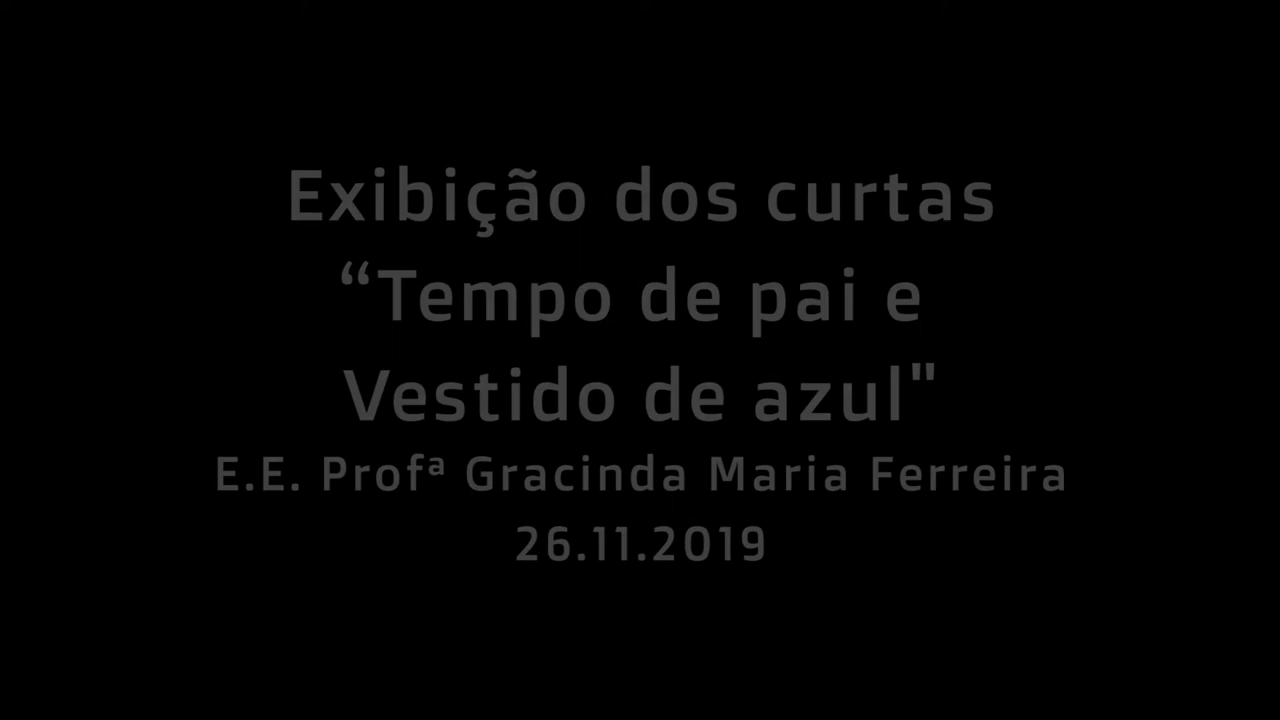 Exibição dos curtas
“Tempo de pai e
Vestido de azul"
E.E. Profª Gracinda Maria Ferreira
26.11.2019